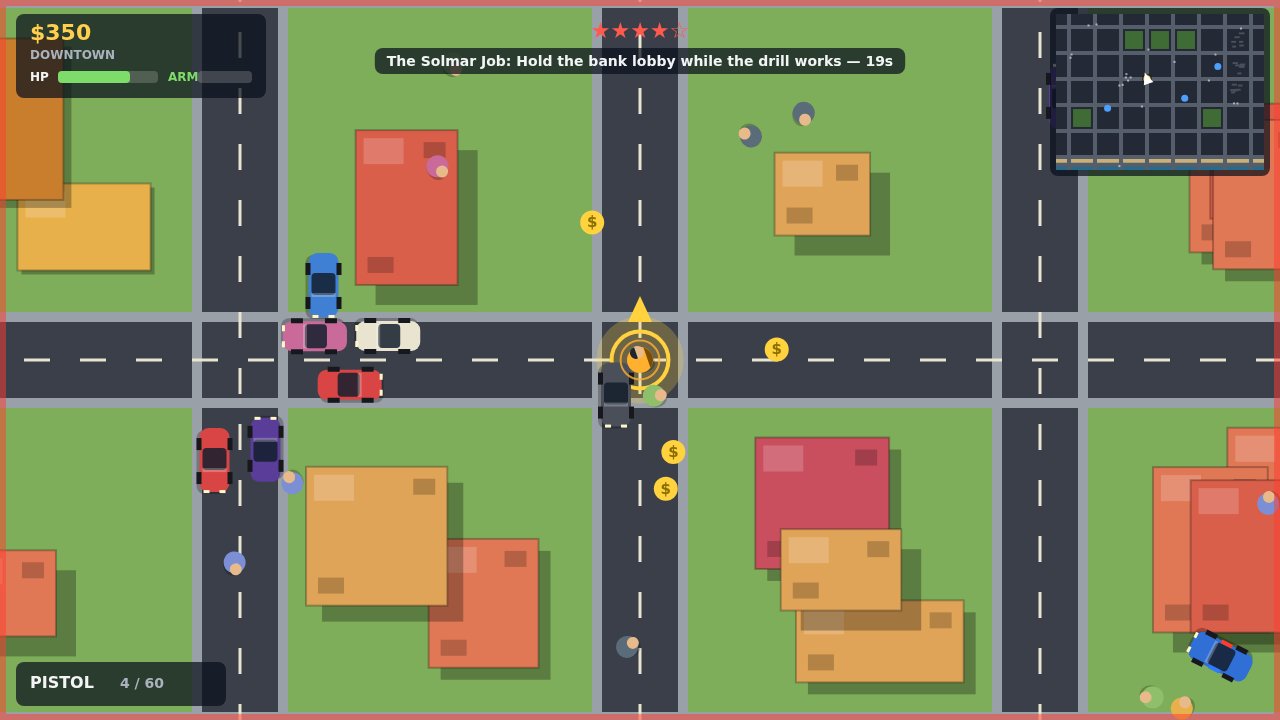 $350
DOWNTOWN
HP ARM
★★★★☆
The Solmar Job: Hold the bank lobby while the drill works — 19s
$
$
$
$
PISTOL 4 / 60